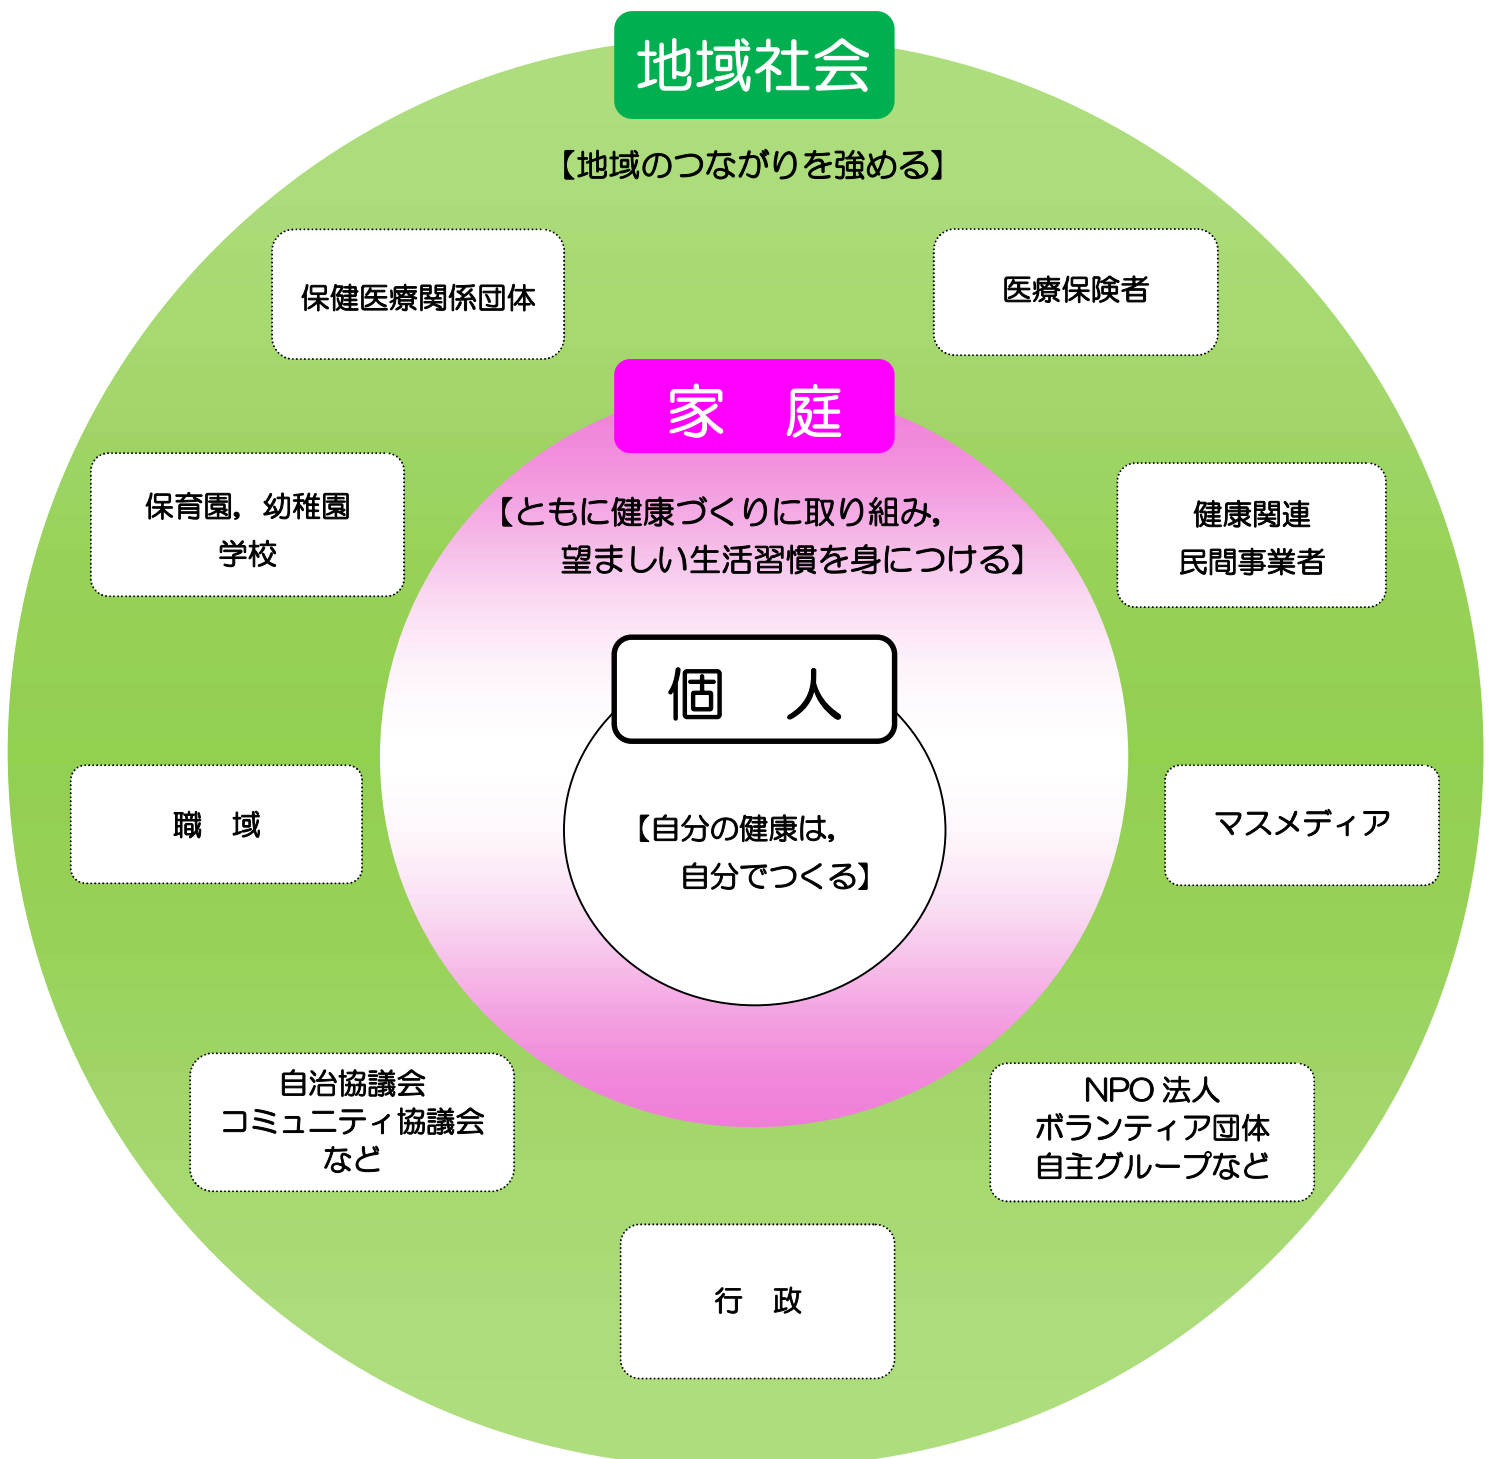 地域社会
【地域のつながりを強める】
保健医療関係団体
医療保険者
家　庭
【ともに健康づくりに取り組み，
望ましい生活習慣を身につける】
保育園，幼稚園
学校
健康関連
民間事業者
個　人
【自分の健康は，
自分でつくる】
職　域
マスメディア
自治協議会
コミュニティ協議会
など
NPO 法人
ボランティア団体
自主グループなど
行　政